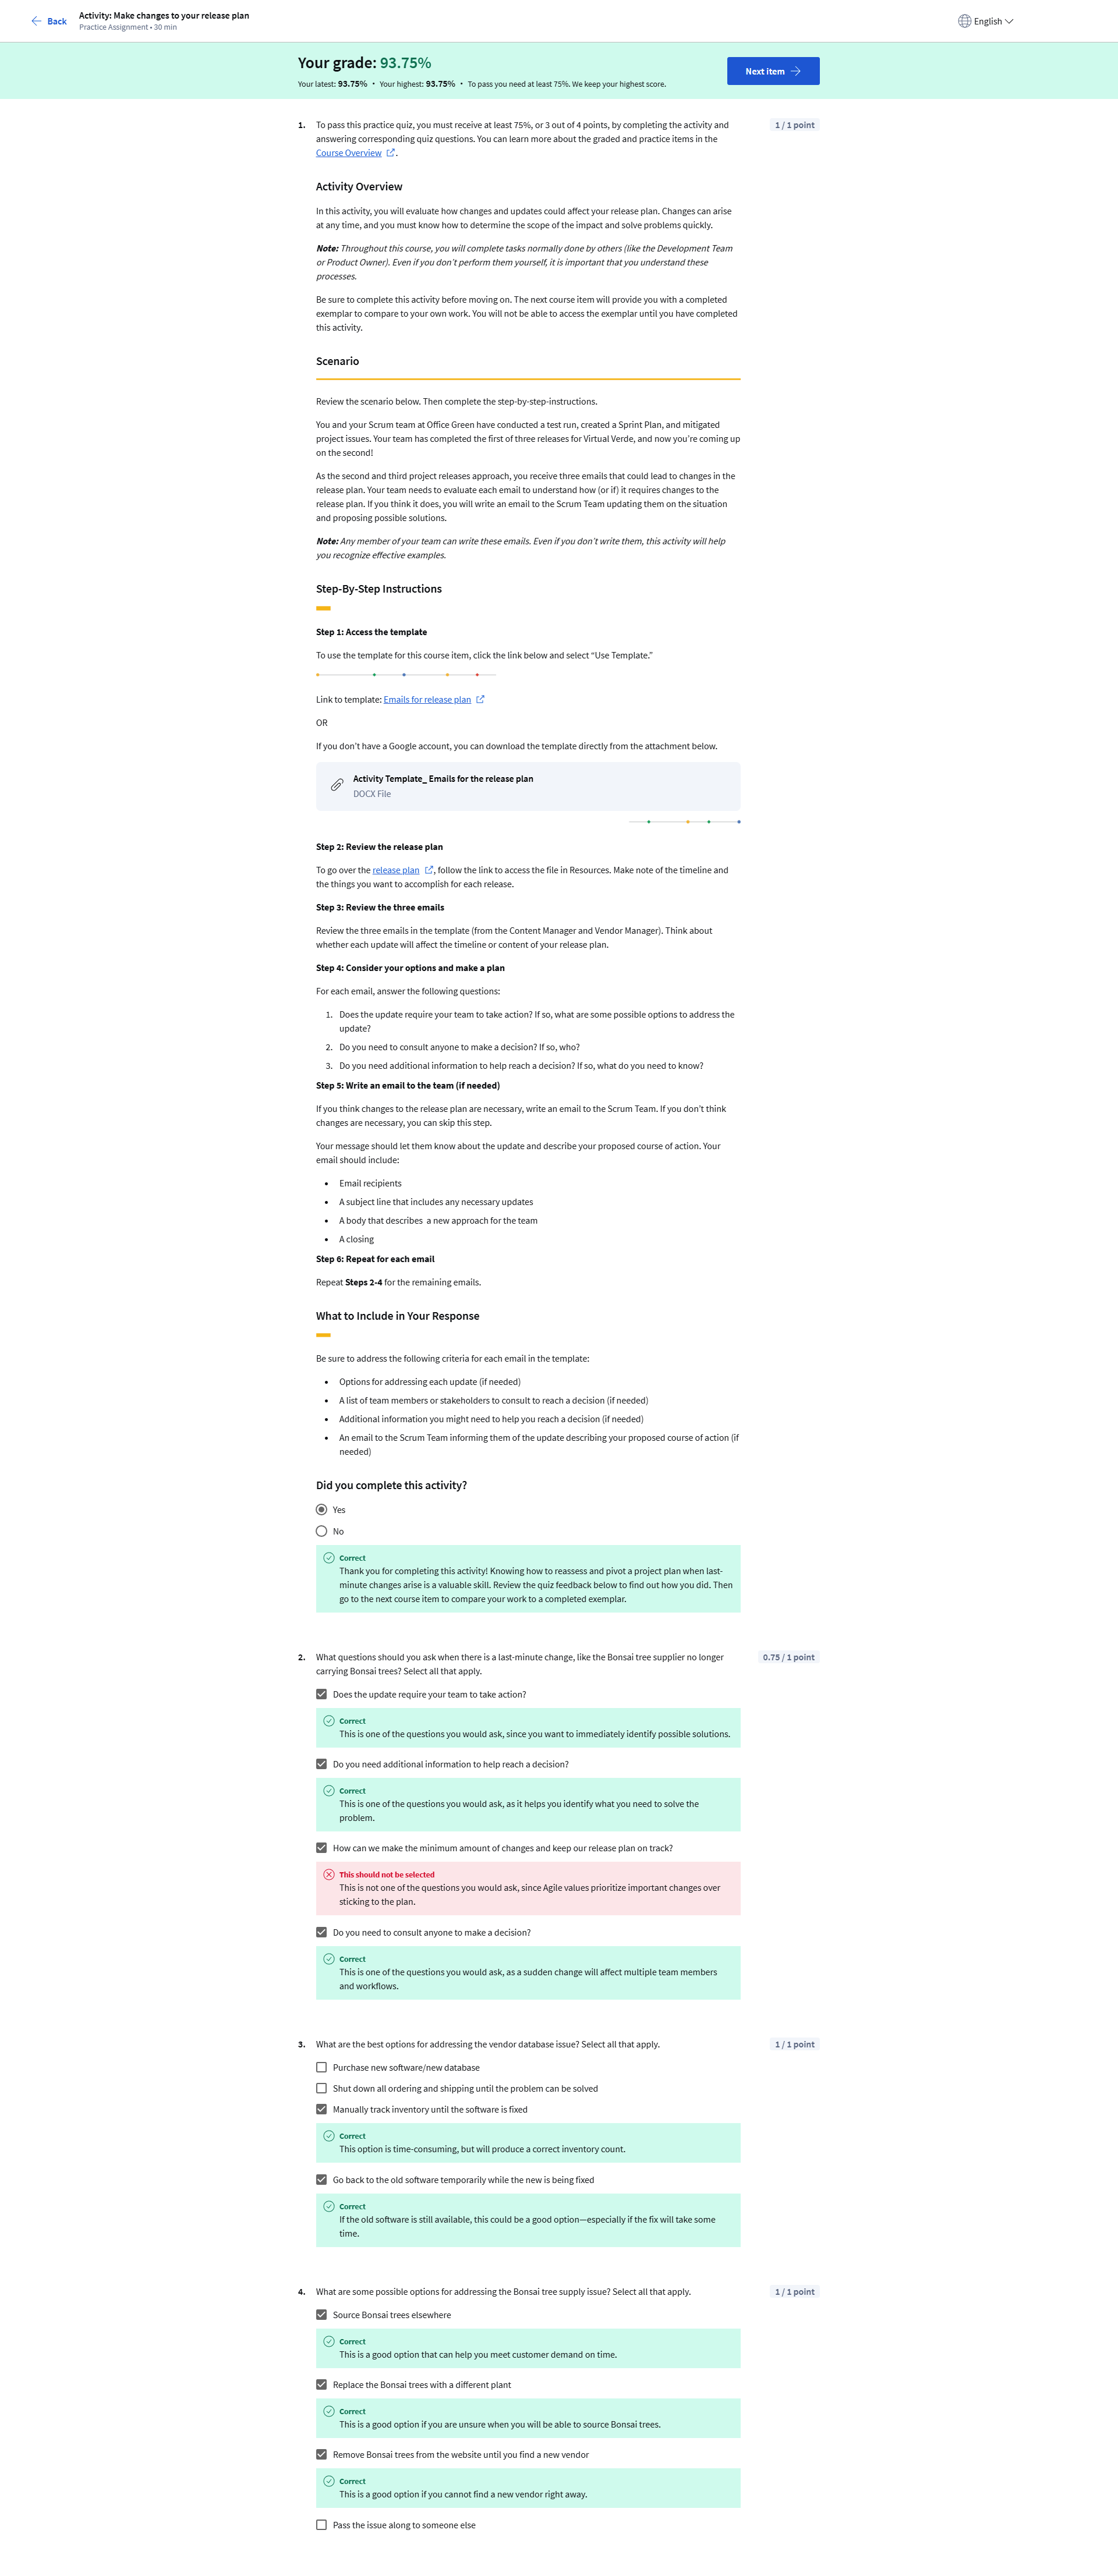 Back
Activity: Make changes to your release plan
Practice Assignment • 30 min
English
Your grade: 93.75%
Your latest: 93.75% • Your highest: 93.75% • To pass you need at least 75%. We keep your highest score.
Next item
1. To pass this practice quiz, you must receive at least 75%, or 3 out of 4 points, by completing the activity and
answering corresponding quiz questions. You can learn more about the graded and practice items in the
Course Overview .
1 / 1 point
Activity Overview
In this activity, you will evaluate how changes and updates could affect your release plan. Changes can arise
at any time, and you must know how to determine the scope of the impact and solve problems quickly.
Note: Throughout this course, you will complete tasks normally done by others (like the Development Team
or Product Owner). Even if you don't perform them yourself, it is important that you understand these
processes.
Be sure to complete this activity before moving on. The next course item will provide you with a completed
exemplar to compare to your own work. You will not be able to access the exemplar until you have completed
this activity.
Scenario
Review the scenario below. Then complete the step-by-step-instructions.
You and your Scrum team at Office Green have conducted a test run, created a Sprint Plan, and mitigated
project issues. Your team has completed the first of three releases for Virtual Verde, and now you're coming up
on the second!
As the second and third project releases approach, you receive three emails that could lead to changes in the
release plan. Your team needs to evaluate each email to understand how (or if) it requires changes to the
release plan. If you think it does, you will write an email to the Scrum Team updating them on the situation
and proposing possible solutions.
Note: Any member of your team can write these emails. Even if you don't write them, this activity will help
you recognize effective examples.
Step-By-Step Instructions
Step 1: Access the template
To use the template for this course item, click the link below and select “Use Template.”
Link to template: Emails for release plan
OR
If you don't have a Google account, you can download the template directly from the attachment below.
Activity Template_ Emails for the release plan
DOCX File
Step 2: Review the release plan
To go over the release plan , follow the link to access the file in Resources. Make note of the timeline and
the things you want to accomplish for each release.
Step 3: Review the three emails
Review the three emails in the template (from the Content Manager and Vendor Manager). Think about
whether each update will affect the timeline or content of your release plan.
Step 4: Consider your options and make a plan
For each email, answer the following questions:
1. Does the update require your team to take action? If so, what are some possible options to address the
update?
2. Do you need to consult anyone to make a decision? If so, who?
3. Do you need additional information to help reach a decision? If so, what do you need to know?
Step 5: Write an email to the team (if needed)
If you think changes to the release plan are necessary, write an email to the Scrum Team. If you don't think
changes are necessary, you can skip this step.
Your message should let them know about the update and describe your proposed course of action. Your
email should include:
• Email recipients
• A subject line that includes any necessary updates
• A body that describes a new approach for the team
• A closing
Step 6: Repeat for each email
Repeat Steps 2-4 for the remaining emails.
What to Include in Your Response
Be sure to address the following criteria for each email in the template:
• Options for addressing each update (if needed)
• A list of team members or stakeholders to consult to reach a decision (if needed)
• Additional information you might need to help you reach a decision (if needed)
• An email to the Scrum Team informing them of the update describing your proposed course of action (if
needed)
Did you complete this activity?
Yes
No
Correct
Thank you for completing this activity! Knowing how to reassess and pivot a project plan when last-
minute changes arise is a valuable skill. Review the quiz feedback below to find out how you did. Then
go to the next course item to compare your work to a completed exemplar.
2. What questions should you ask when there is a last-minute change, like the Bonsai tree supplier no longer
carrying Bonsai trees? Select all that apply.
0.75 / 1 point
Does the update require your team to take action?
Correct
This is one of the questions you would ask, since you want to immediately identify possible solutions.
Do you need additional information to help reach a decision?
Correct
This is one of the questions you would ask, as it helps you identify what you need to solve the
problem.
How can we make the minimum amount of changes and keep our release plan on track?
This should not be selected
This is not one of the questions you would ask, since Agile values prioritize important changes over
sticking to the plan.
Do you need to consult anyone to make a decision?
Correct
This is one of the questions you would ask, as a sudden change will affect multiple team members
and workflows.
3. What are the best options for addressing the vendor database issue? Select all that apply.
1 / 1 point
Purchase new software/new database
Shut down all ordering and shipping until the problem can be solved
Manually track inventory until the software is fixed
Correct
This option is time-consuming, but will produce a correct inventory count.
Go back to the old software temporarily while the new is being fixed
Correct
If the old software is still available, this could be a good option—especially if the fix will take some
time.
4. What are some possible options for addressing the Bonsai tree supply issue? Select all that apply.
1 / 1 point
Source Bonsai trees elsewhere
Correct
This is a good option that can help you meet customer demand on time.
Replace the Bonsai trees with a different plant
Correct
This is a good option if you are unsure when you will be able to source Bonsai trees.
Remove Bonsai trees from the website until you find a new vendor
Correct
This is a good option if you cannot find a new vendor right away.
Pass the issue along to someone else